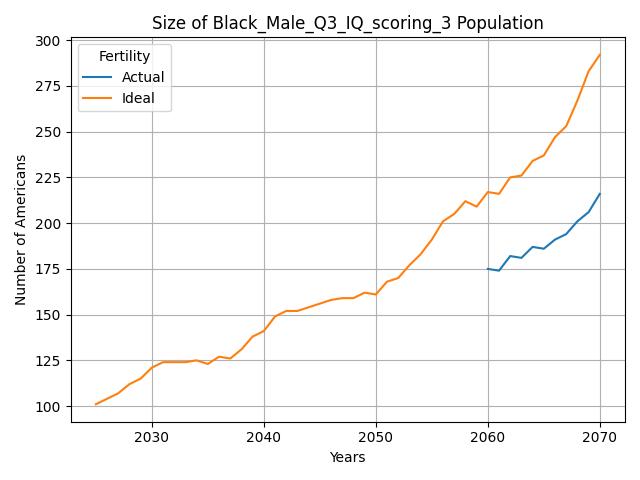 Size of Black_Male_Q3_IQ_scoring_3 Population
Fertility
Actual
Ideal
Number of Americans
300
275
250
225
200
175
150
125
100
2030 2040 2050 2060 2070
Years